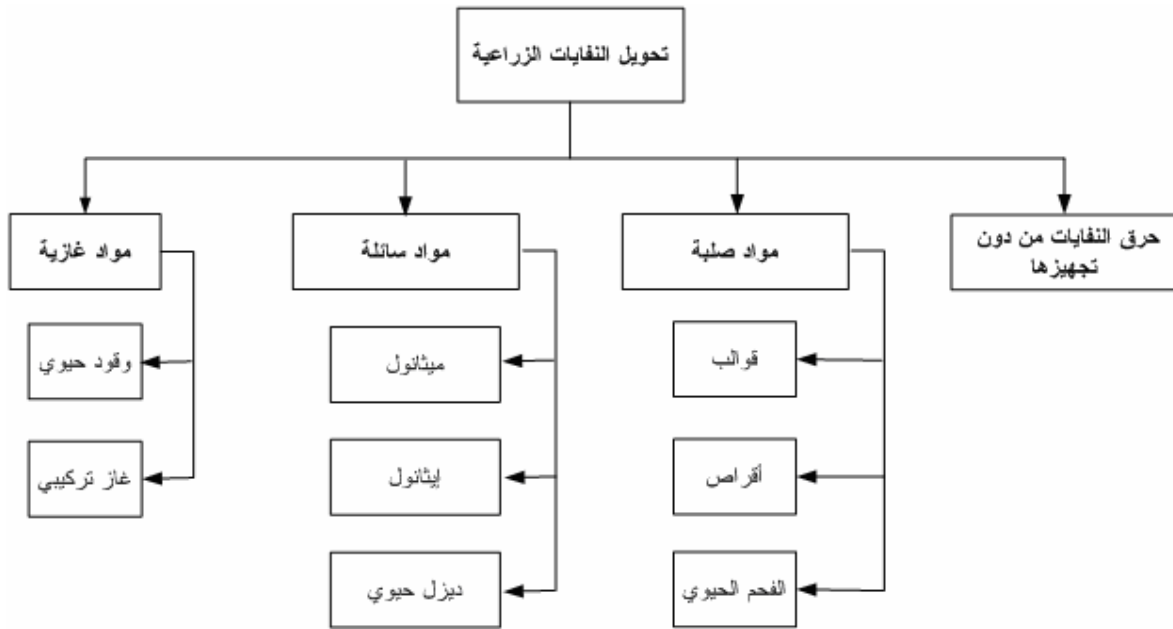 تحويل النفايات الزراعية
حرق النفايات من دون
تجهيزها
مواد صلبة
مواد سائلة
مواد غازية
قوالب
أقراص
الفحم الحيوي
ميثانول
إيثانول
ديزل حيوي
وقود حيوي
غاز تركيبي